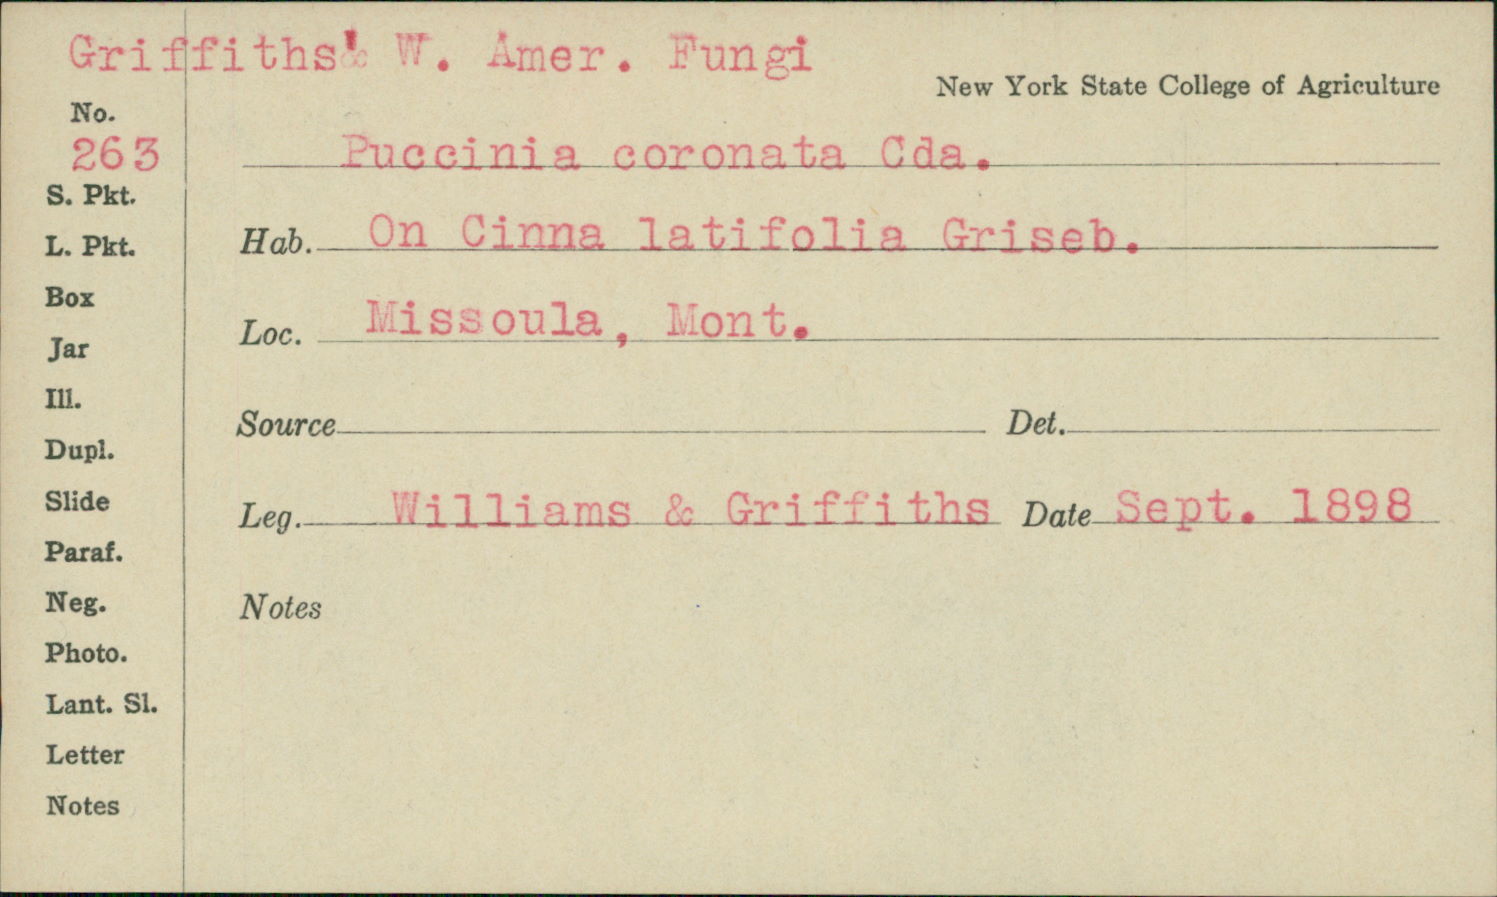 Griffiths' W. Amer. Fungi
New York State College of Agriculture
No.
263
Puccinia coronata Cda.
S. Pkt.
Hab. On Cinna latifolia Griseb.
L. Pkt.
Box
Loc. Missoula, Mont.
Jar
Ill.
Source Det.
Dupl.
Slide
Leg. Williams & Griffiths Date Sept. 1898
Paraf.
Neg.
Notes
Photo.
Lant. Sl.
Letter
Notes